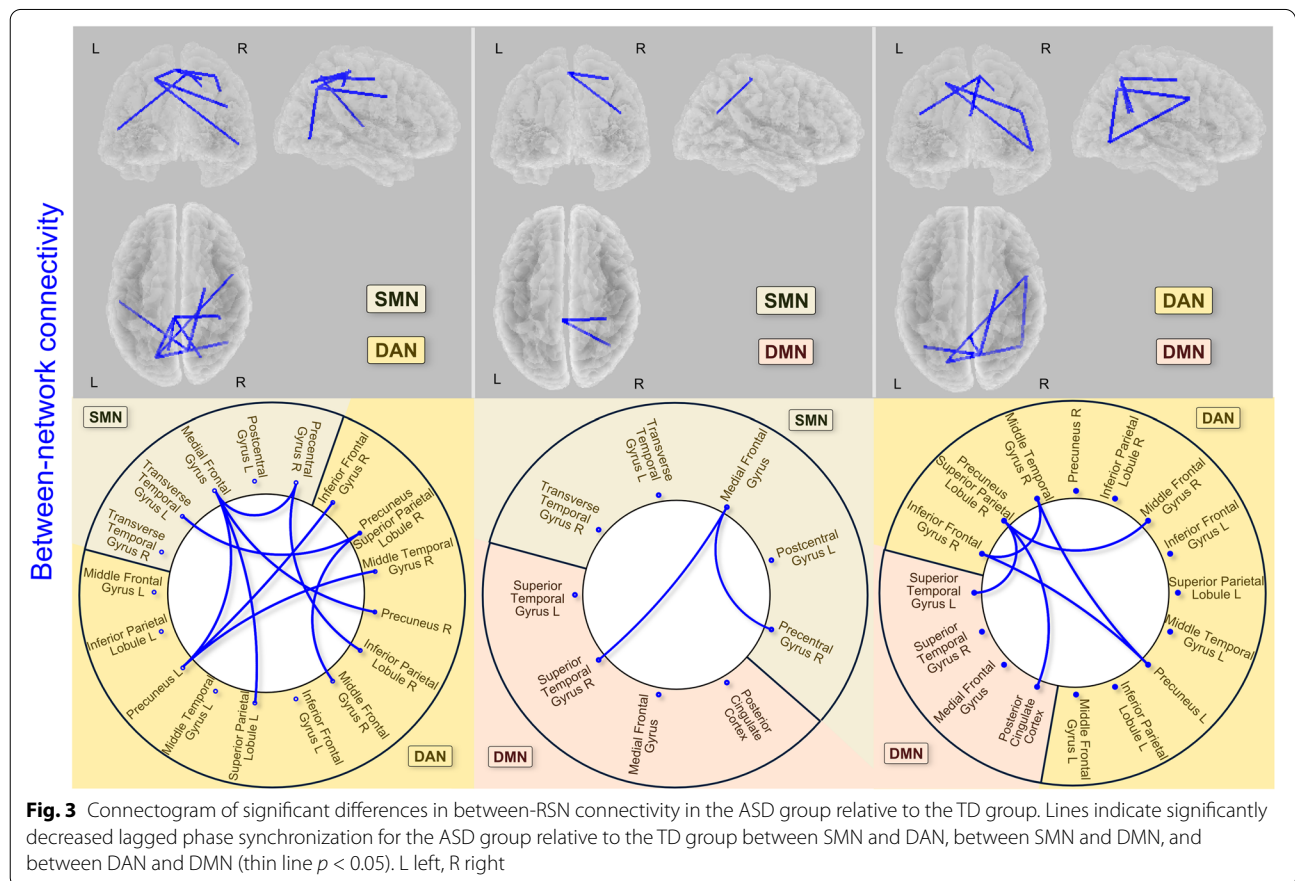 Between-network connectivity
L
R
SMN
DAN
L
R
L
R
SMN
DMN
L
R
L
R
DAN
DMN
L
R
SMN
Transverse
Temporal
Gyrus R
Transverse
Temporal
Gyrus L
Medial Frontal
Gyrus
Postcentral
Gyrus L
Precentral
Gyrus R
Inferior Frontal
Gyrus R
Precuneus
Superior Parietal
Lobule R
Middle Temporal
Gyrus R
Precuneus R
Inferior Parietal
Lobule R
Middle Frontal
Gyrus R
Inferior Frontal
Gyrus L
Superior Parietal
Lobule L
Middle Temporal
Gyrus L
Precuneus L
Inferior Parietal
Lobule L
Middle Frontal
Gyrus L
DAN
SMN
Transverse
Temporal
Gyrus R
Transverse
Temporal
Gyrus L
Medial Frontal
Gyrus
Postcentral
Gyrus L
Precentral
Gyrus R
Posterior
Cingulate
Cortex
Medial Frontal
Gyrus
Superior
Temporal
Gyrus R
Superior
Temporal
Gyrus L
DMN
DAN
Inferior Frontal
Gyrus R
Precuneus
Superior Parietal
Lobule R
Middle Temporal
Gyrus R
Precuneus R
Inferior Parietal
Lobule R
Middle Frontal
Gyrus R
Inferior Frontal
Gyrus L
Superior Parietal
Lobule L
Middle Temporal
Gyrus L
Precuneus L
Inferior Parietal
Lobule L
Middle Frontal
Gyrus L
Posterior
Cingulate
Cortex
Medial Frontal
Gyrus
Superior
Temporal
Gyrus R
Superior
Temporal
Gyrus L
DMN
Fig. 3 Connectogram of significant differences in between-RSN connectivity in the ASD group relative to the TD group. Lines indicate significantly
decreased lagged phase synchronization for the ASD group relative to the TD group between SMN and DAN, between SMN and DMN, and
between DAN and DMN (thin line p < 0.05). L left, R right